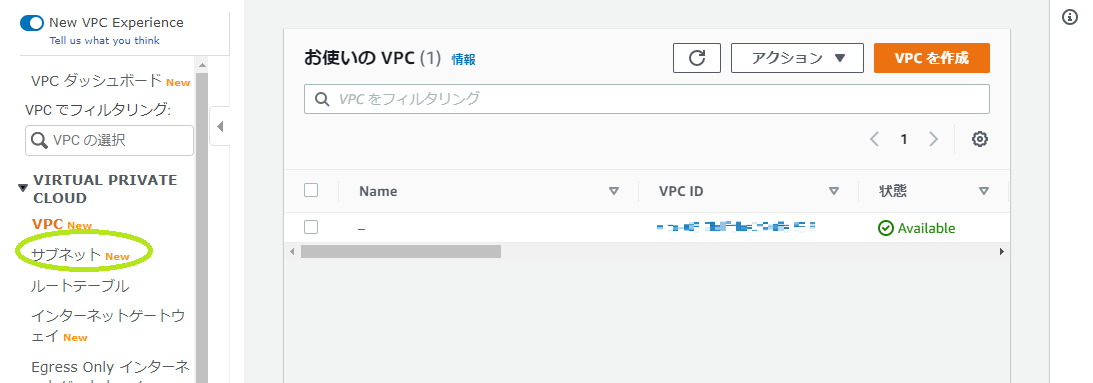 New VPC Experience
Tell us what you think
VPC ダッシュボード New
VPC でフィルタリング:
VPC の選択
VIRTUAL PRIVATE
CLOUD
VPC New
サブネット New
ルートテーブル
インターネットゲートウ
ェイ New
Egress Only インターネ
お使いの VPC (1) 情報
アクション
VPC を作成
VPC をフィルタリング
1
Name
VPC ID
状態
–
Available